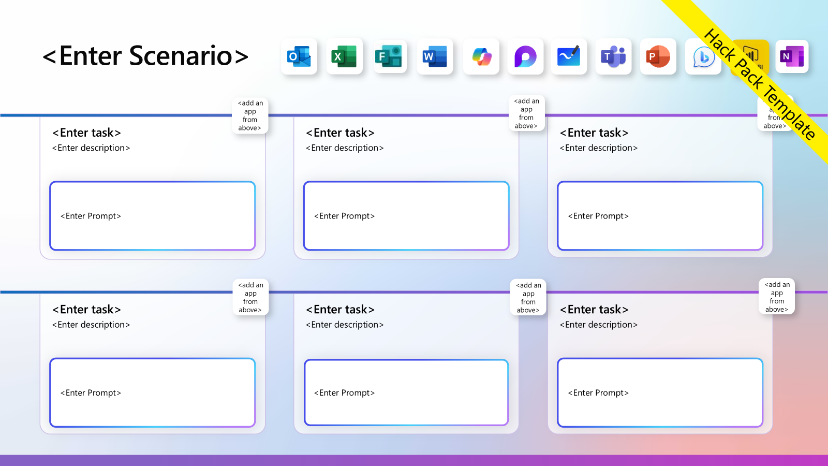 <Enter Scenario>
Hack Pack Template
<add an
app
from
above>
<add an
app
from
above>
<Enter task>
<Enter description>
<Enter Prompt>
<Enter task>
<Enter description>
<Enter Prompt>
<Enter task>
<Enter description>
<Enter Prompt>
<add an
app
from
above>
<add an
app
from
above>
<add an
app
from
above>
<Enter task>
<Enter description>
<Enter Prompt>
<Enter task>
<Enter description>
<Enter Prompt>
<Enter task>
<Enter description>
<Enter Prompt>